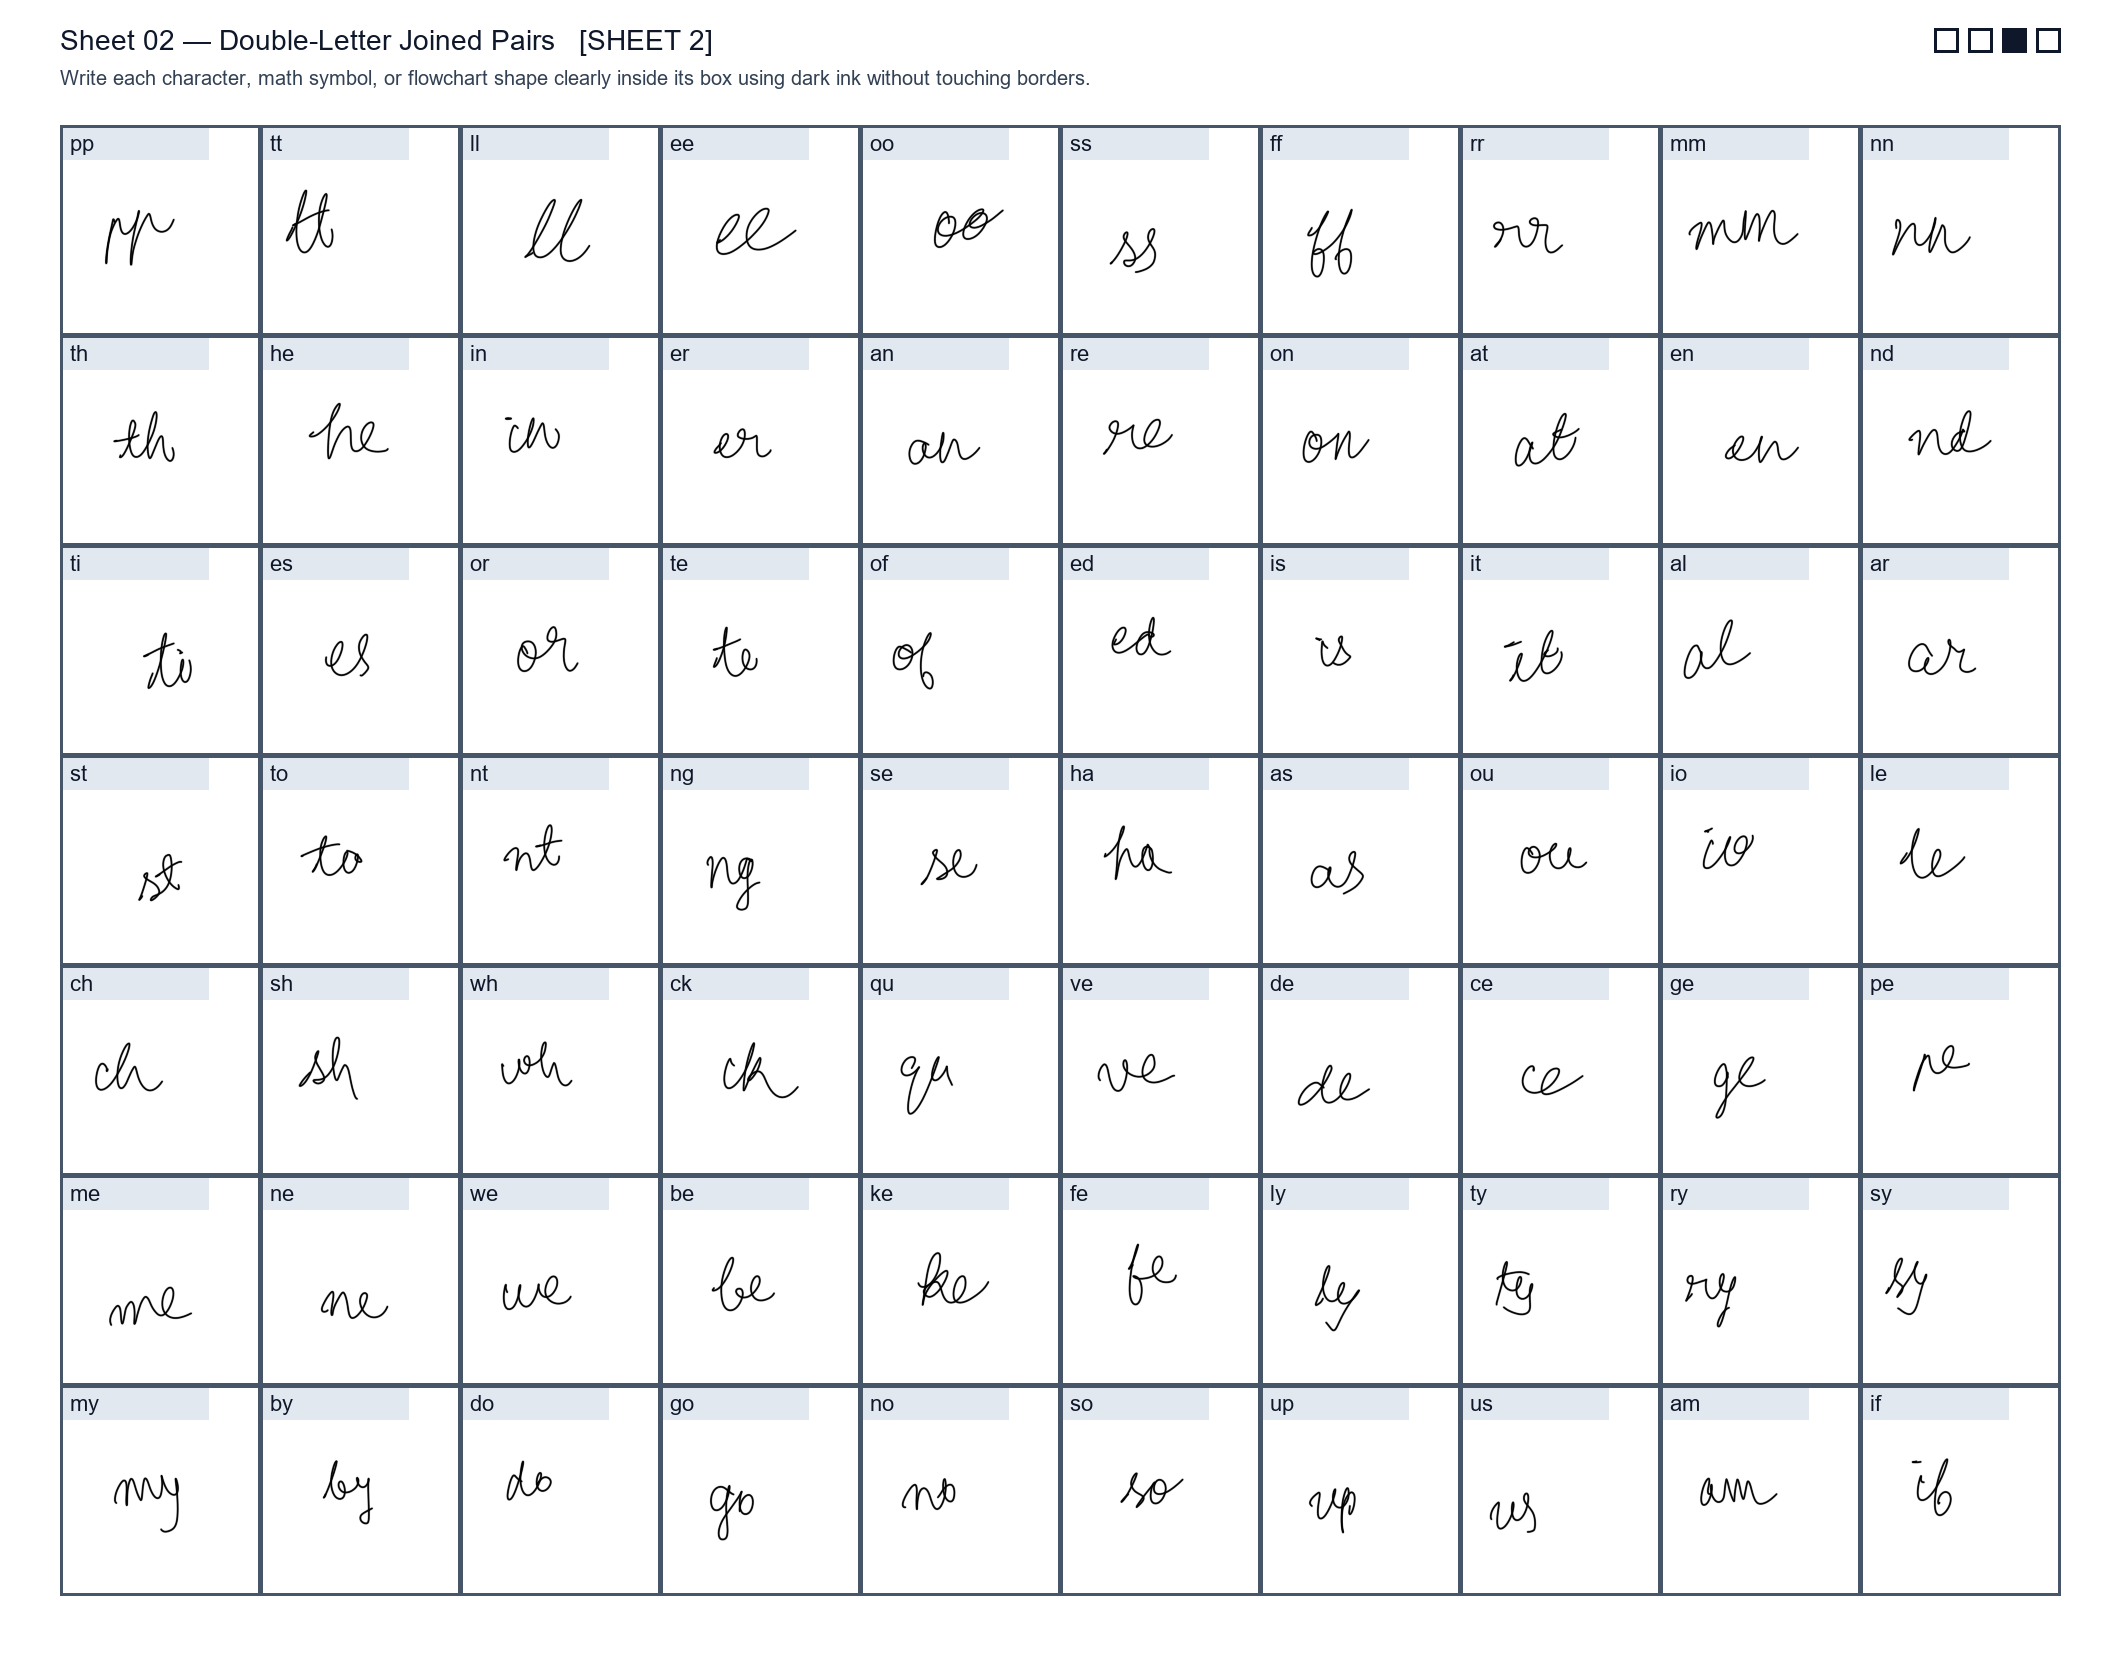 Sheet 02 — Double-Letter Joined Pairs [SHEET 2]
Write each character, math symbol, or flowchart shape clearly inside its box using dark ink without touching borders.
pp tt ll ee oo ss ff rr mm nn
pp tt ll ee oo ss ff rr mm nn
th he in er an re on at en nd
th he in er an re on at en nd
ti es or te of ed is it al ar
ti es or te of ed is it al ar
st to nt ng se ha as ou io le
st to nt ng se ha as ou io le
ch sh wh ck qu ve de ce ge pe
ch sh wh ck qu ve de ce ge pe
me ne we be ke fe ly ty ry sy
me ne we be ke fe ly ty ry sy
my by do go no so up us am if
my by do go no so up us am if